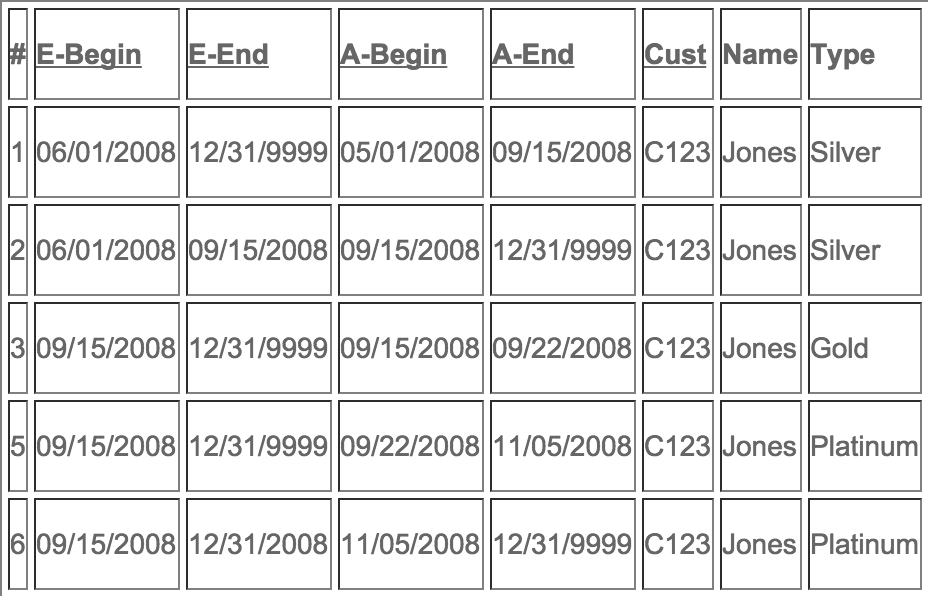 # E-Begin E-End A-Begin A-End Cust Name Type
1 06/01/2008 12/31/9999 05/01/2008 09/15/2008 C123 Jones Silver
2 06/01/2008 09/15/2008 09/15/2008 12/31/9999 C123 Jones Silver
3 09/15/2008 12/31/9999 09/15/2008 09/22/2008 C123 Jones Gold
5 09/15/2008 12/31/9999 09/22/2008 11/05/2008 C123 Jones Platinum
6 09/15/2008 12/31/2008 11/05/2008 12/31/9999 C123 Jones Platinum